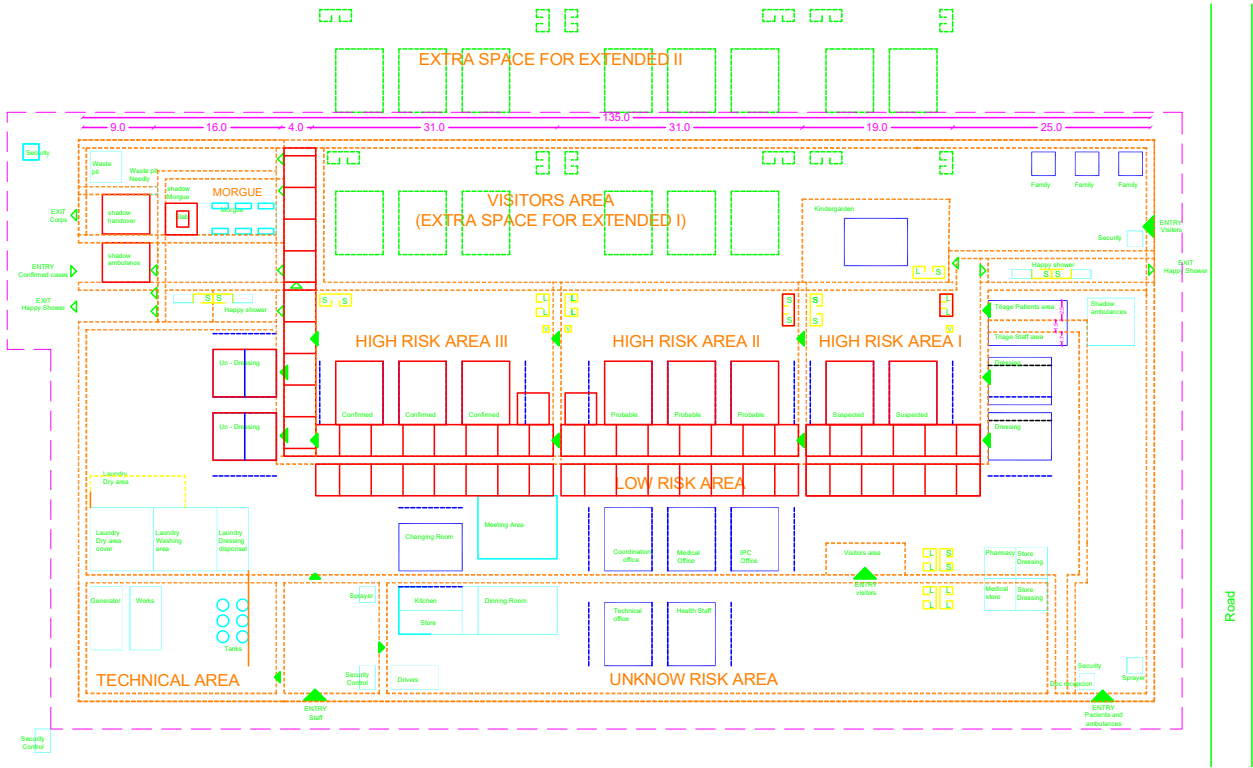 EXTRA SPACE FOR EXTENDED II
135.0
9.0
16.0
4.0
31.0
31.0
19.0
25.0
Security
Waste
pit
Waste pit
Needly
shadow
Morgue
MORGUE
Morgue
VISITORS AREA
(EXTRA SPACE FOR EXTENDED I)
Kindergarden
Family
Family
Family
EXIT
Corps
shadow
handover
ENTRY
Visitors
Security
ENTRY
Confirmed cases
shadow
ambulance
L
S
Happy shower
S
S
EXIT
Happy Shower
EXIT
Happy Shower
S
S
Happy shower
S
S
L
L
L
L
V
V
S
S
S
L
L
L
V
Triage Patients area
Triage Staff area
Shadow
ambulances
HIGH RISK AREA III
HIGH RISK AREA II
HIGH RISK AREA I
Un - Dressing
Dressing
Confirmed
Confirmed
Confirmed
Probable
Probable
Probable
Suspected
Suspected
Un - Dressing
Dressing
Laundry
Dry area
LOW RISK AREA
Laundry
Dry area
cover
Laundry
Washing
area
Laundry
Dressing
disposal
Changing Room
Meeting Area
Coordination
office
Medical
Office
IPC
Office
Visitors area
ENTRY
visitors
L
S
L
S
L
L
L
L
Pharmacy
Store
Dressing
Medical
store
Store
Dressing
Generator
Works
Tanks
Sprayer
Kitchen
Store
Dinning Room
Technical
office
Health Staff
TECHNICAL AREA
Security
Control
Drivers
UNKNOW RISK AREA
Security
Sprayer
Doc recepcion
ENTRY
Staff
ENTRY
Pacients and
ambulances
Security
Control
Road